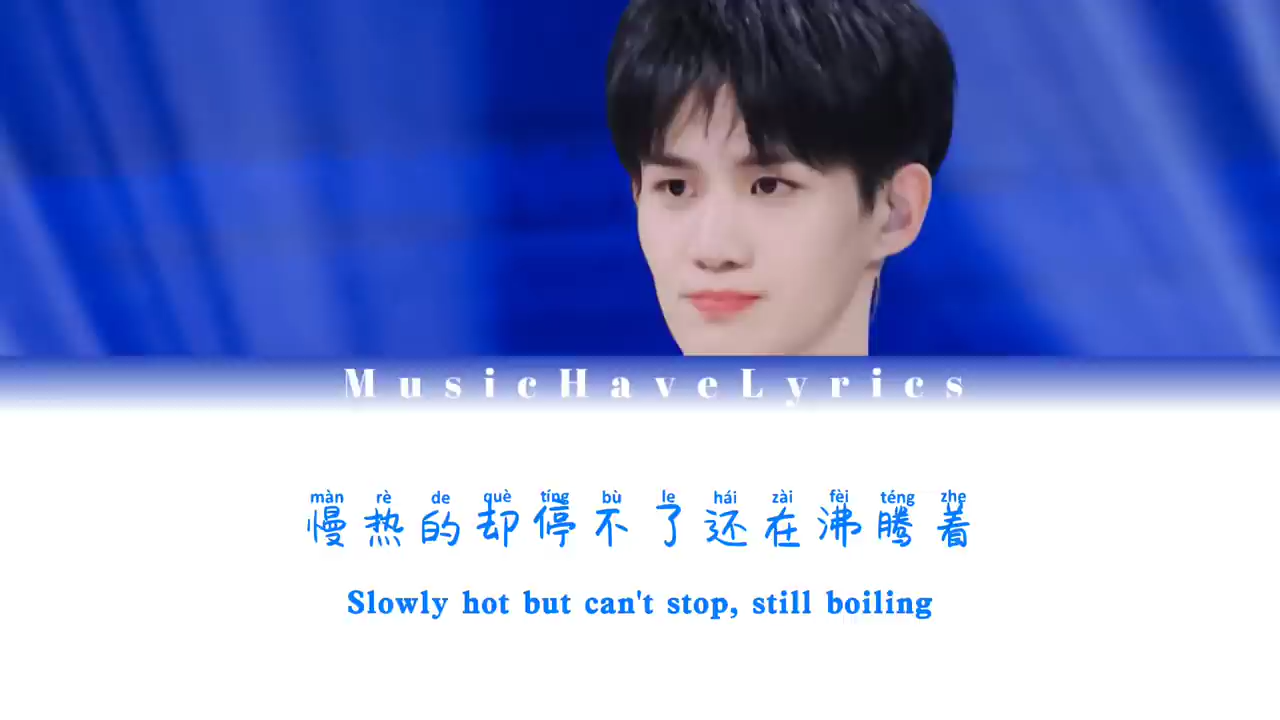 MusicHaveLyrics
màn rè de què tíng bù le hái zài fèi téng zhe
慢热的却停不了还在沸腾着
Slowly hot but can't stop, still boiling